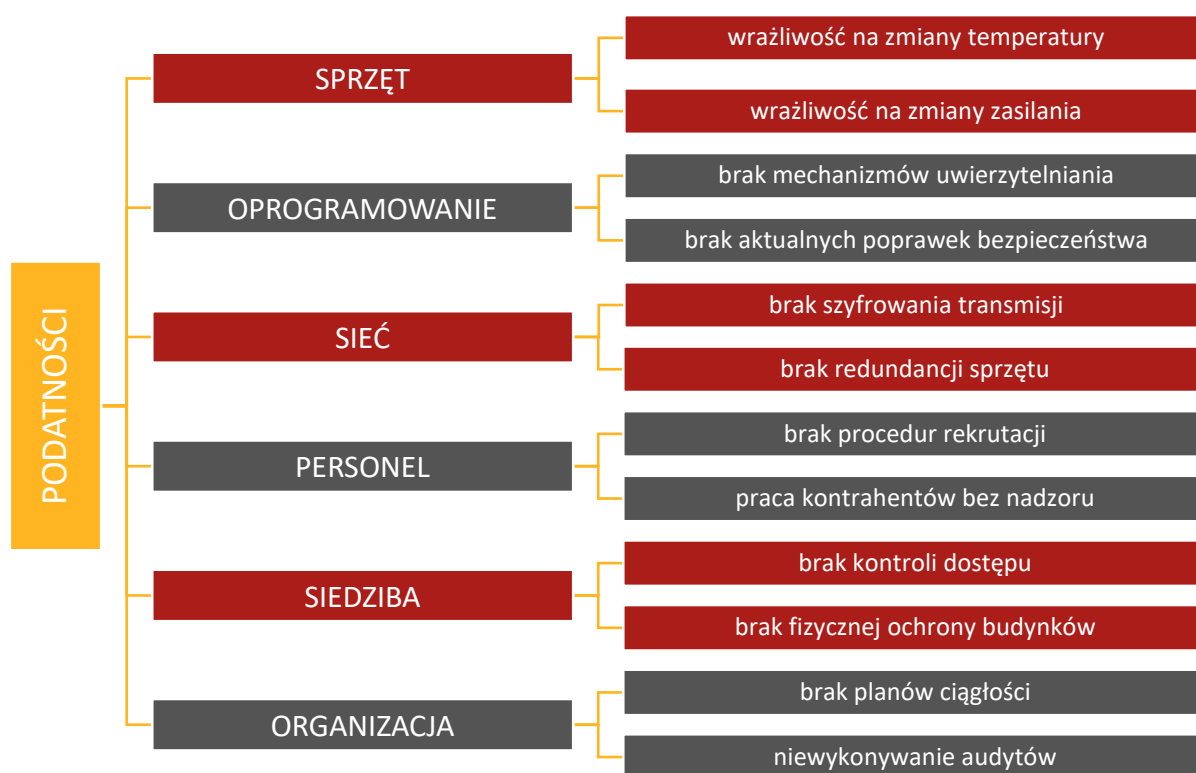 PODATNOŚCI
SPRZĘT
wrażliwość na zmiany temperatury
wrażliwość na zmiany zasilania
OPROGRAMOWANIE
brak mechanizmów uwierzytelniania
brak aktualnych poprawek bezpieczeństwa
SIEĆ
brak szyfrowania transmisji
brak redundancji sprzętu
PERSONEL
brak procedur rekrutacji
praca kontrahentów bez nadzoru
SIEDZIBA
brak kontroli dostępu
brak fizycznej ochrony budynków
ORGANIZACJA
brak planów ciągłości
niewykonywanie audytów